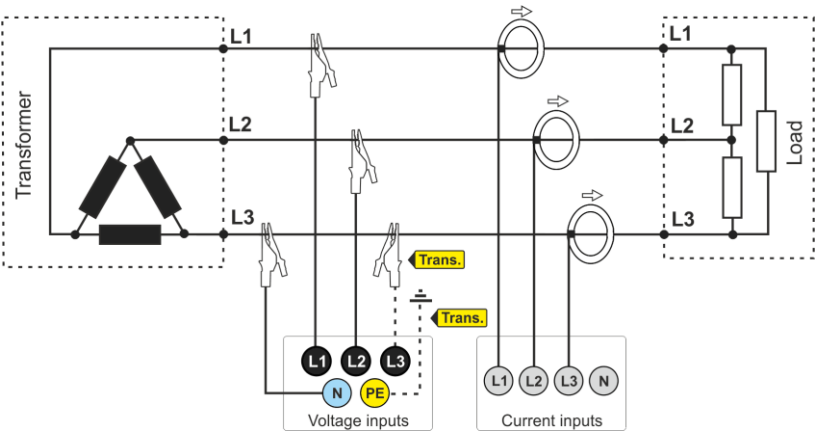 Transformer
L1
L2
L3
L1
L2
L3
Load
Trans.
Trans.
L1 L2 L3
N PE
Voltage inputs
L1 L2 L3 N
Current inputs